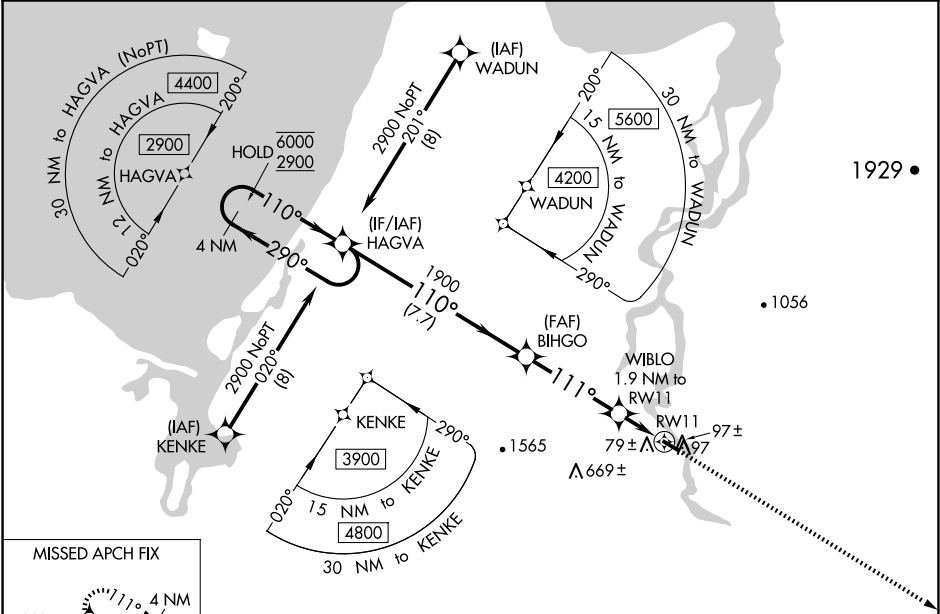 30 NM to HAGVA (NoPT)
4400
200°
12 NM to HAGVA
2900
HAGVA
020°
HOLD
6000
2900
110°
4 NM
290°
(IAF)
WADUN
2900 NoPT
201°
(8)
(IF/IAF)
HAGVA
200°
5600
15 NM to WADUN
30 NM to WADUN
4200
WADUN
290°
1929
1056
1900
110°
(7.7)
(FAF)
BIHGO
111°
WIBLO
1.9 NM to
RW11
RW11
97±
79±
97
2900 NoPT
020°
(8)
(IAF)
KENKE
KENKE
290°
3900
020°
15 NM to KENKE
4800
30 NM to KENKE
1565
669±
MISSED APCH FIX
111°
4 NM